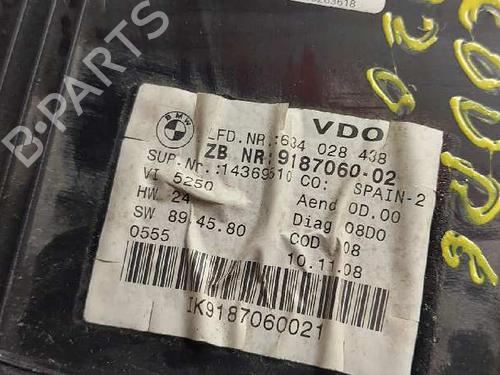 BMW
VDO
LFD.NR.:634 028 438
ZB NR:9187060-02
SUP.Nr.:14369510 CO: SPAIN-2
VI 5250 Aend 0D.00
HW 24 Diag 08D0
SW 89.45.80 COD 08
0555 10.11.08
IK9187060021
B-PARTS